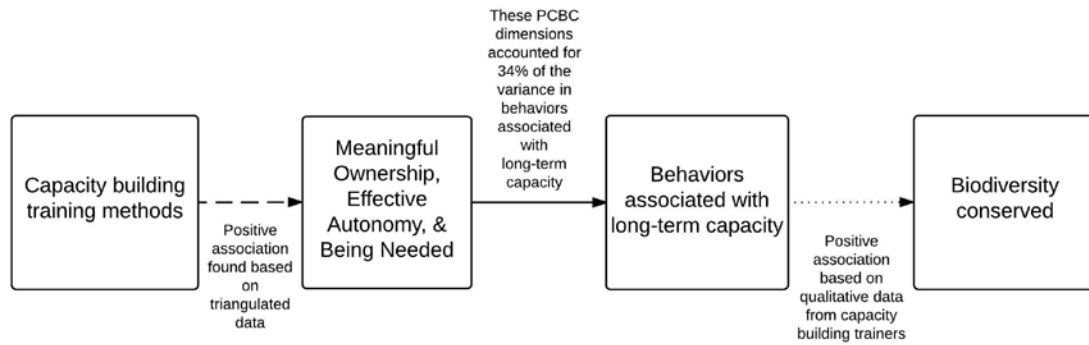 Capacity building
training methods
Positive
association
found based
on
triangulated
data
Meaningful
Ownership,
Effective
Autonomy, &
Being Needed
These PCBC
dimensions
accounted for
34% of the
variance in
behaviors
associated
with
long-term
capacity
Behaviors
associated with
long-term capacity
Positive
association
based on
qualitative data
from capacity
building trainers
Biodiversity
conserved